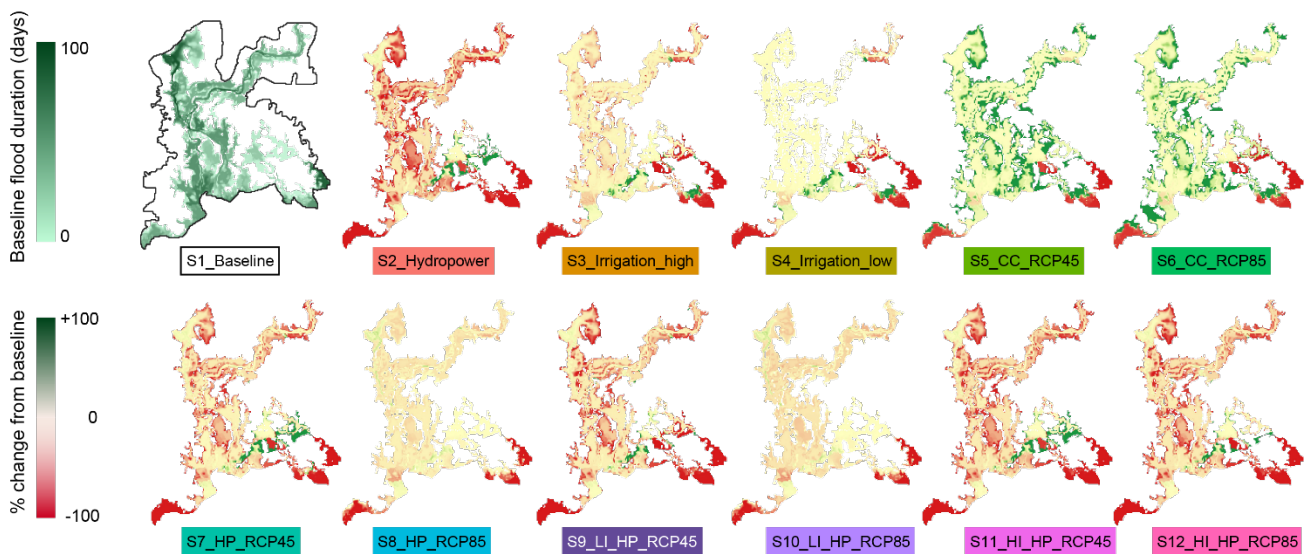 Baseline flood duration (days)
100
0
S1_Baseline
S2_Hydropower
S3_Irrigation_high
S4_Irrigation_low
S5_CC_RCP45
S6_CC_RCP85
% change from baseline
+100
0
-100
S7_HP_RCP45
S8_HP_RCP85
S9_LI_HP_RCP45
S10_LI_HP_RCP85
S11_HI_HP_RCP45
S12_HI_HP_RCP85